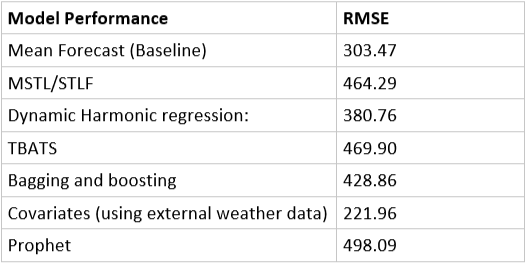 Model Performance RMSE
Mean Forecast (Baseline) 303.47
MSTL/STLF 464.29
Dynamic Harmonic regression: 380.76
TBATS 469.90
Bagging and boosting 428.86
Covariates (using external weather data) 221.96
Prophet 498.09